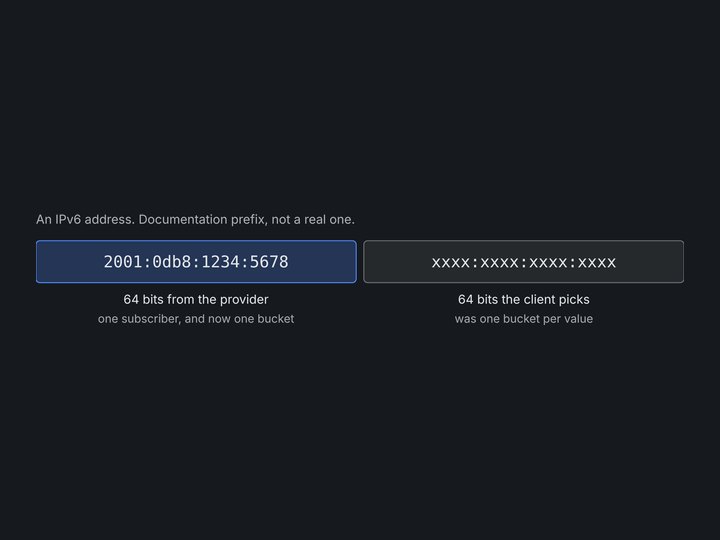 An IPv6 address. Documentation prefix, not a real one.
2001:0db8:1234:5678
xxxx:xxxx:xxxx:xxxx
64 bits from the provider
64 bits the client picks
one subscriber, and now one bucket
was one bucket per value